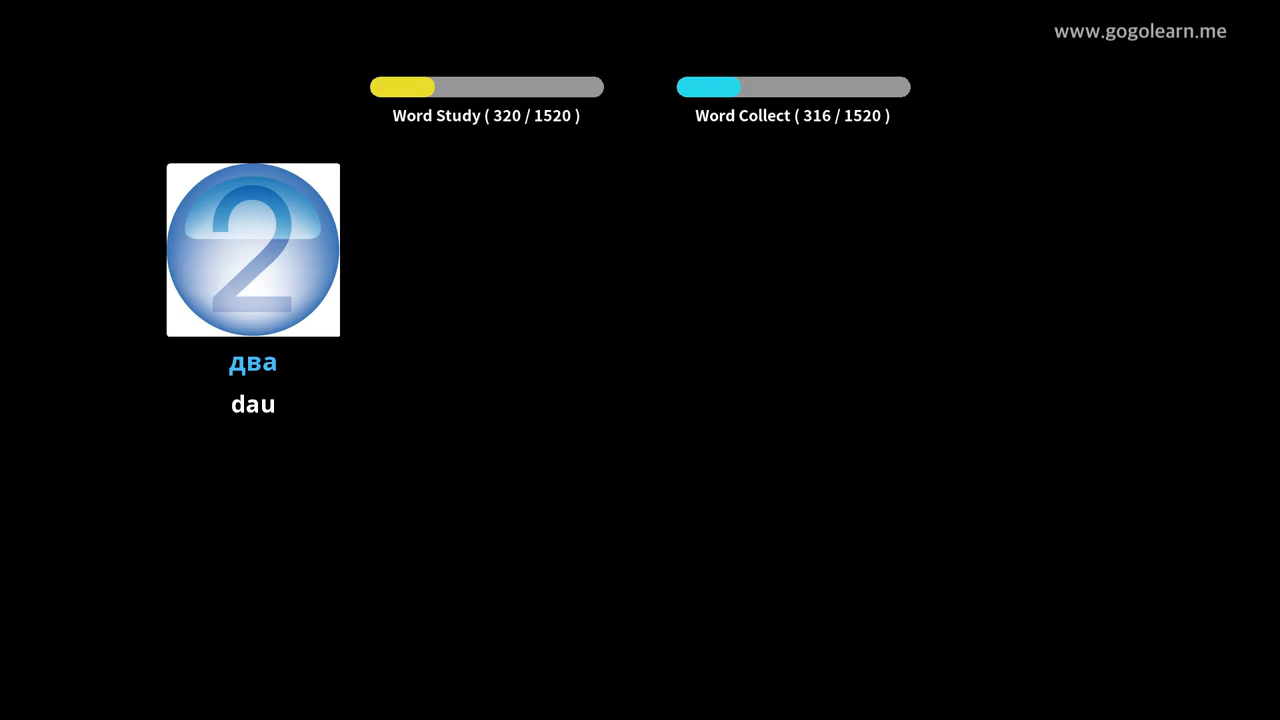 www.gogolearn.me
Word Study ( 320 / 1520 )
Word Collect ( 316 / 1520 )
2
два
dau